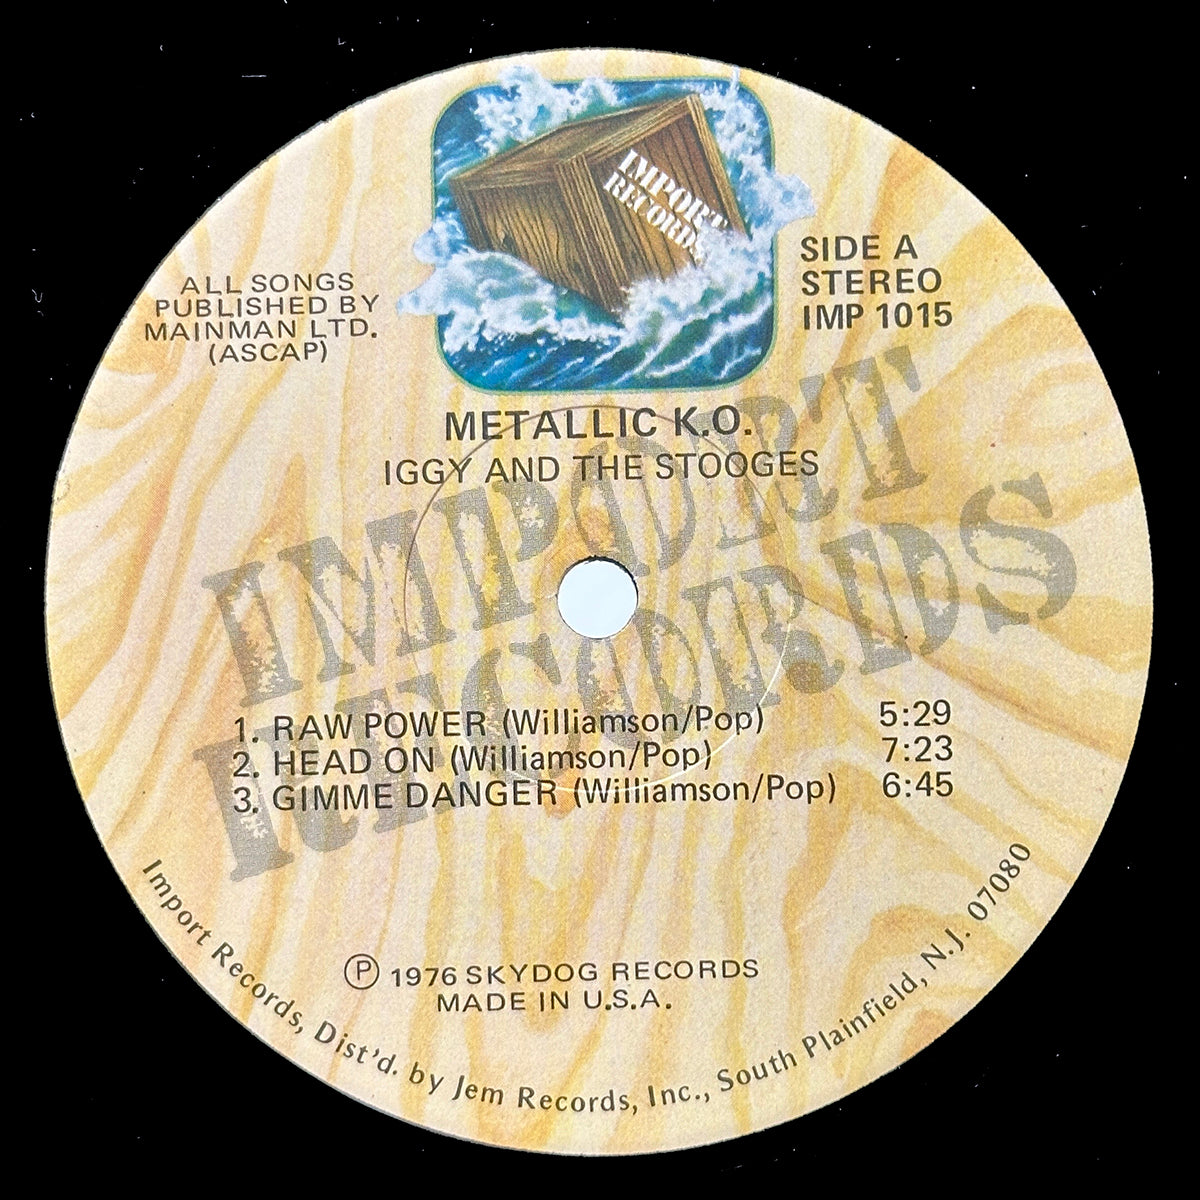 IMPORT
RECORDS
ALL SONGS
PUBLISHED BY
MAINMAN LTD.
(ASCAP)
SIDE A
STEREO
IMP 1015
METALLIC K.O.
IGGY AND THE STOOGES
IMPORT
RECORDS
1. RAW POWER (Williamson/Pop) 5:29
2. HEAD ON (Williamson/Pop) 7:23
3. GIMME DANGER (Williamson/Pop) 6:45
Ⓟ 1976 SKYDOG RECORDS
MADE IN U.S.A.
Import Records, Dist'd. by Jem Records, Inc., South Plainfield, N.J. 07080